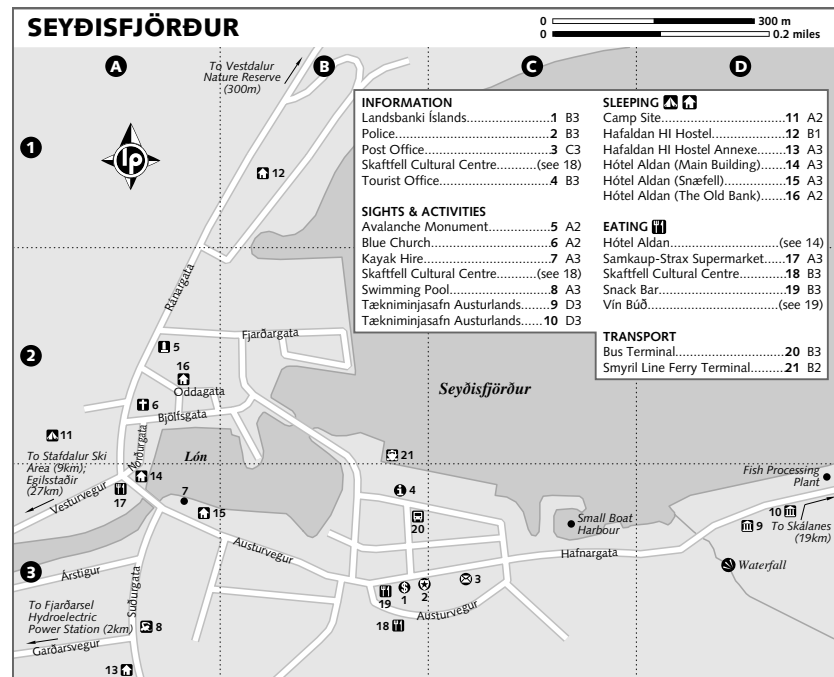 SEYÐISFJÖRÐUR
0 300 m
0 0.2 miles
A
B
C
D
1
2
3
lp
To Vestdalur
Nature Reserve
(300m)
INFORMATION
Landsbanki Íslands.......................1 B3
Police...........................................2 B3
Post Office...................................3 C3
Skaftfell Cultural Centre............(see 18)
Tourist Office...............................4 B3
SIGHTS & ACTIVITIES
Avalanche Monument...................5 A2
Blue Church.................................6 A2
Kayak Hire...................................7 A3
Skaftfell Cultural Centre............(see 18)
Swimming Pool............................8 A3
Tækniminjasafn Austurlands.........9 D3
Tækniminjasafn Austurlands......10 D3
SLEEPING
Camp Site..................................11 A2
Hafaldan HI Hostel.....................12 B1
Hafaldan HI Hostel Annexe.........13 A3
Hótel Aldan (Main Building)........14 A3
Hótel Aldan (Snæfell).................15 A3
Hótel Aldan (The Old Bank)........16 A2
EATING
Hótel Aldan..............................(see 14)
Samkaup-Strax Supermarket.......17 A3
Skaftfell Cultural Centre..............18 B3
Snack Bar...................................19 B3
Vín Búð....................................(see 19)
TRANSPORT
Bus Terminal...............................20 B3
Smyril Line Ferry Terminal...........21 B2
12
Ránargata
Fjarðargata
5
16
Oddagata
6
Bjólfsgata
Norðurgata
Seyðisfjörður
11
To Stafdalur Ski
Area (9km);
Egilsstaðir
(27km)
Lón
21
14
Vesturvegur
17
7
15
4
20
Austurvegur
Small Boat
Harbour
Hafnargata
Fish Processing
Plant
10
9
To Skálanes
(19km)
Waterfall
Árstigur
Suðurgata
19
1
2
3
Austurvegur
18
To Fjarðarsel
Hydroelectric
Power Station (2km)
8
Garðarsvegur
13